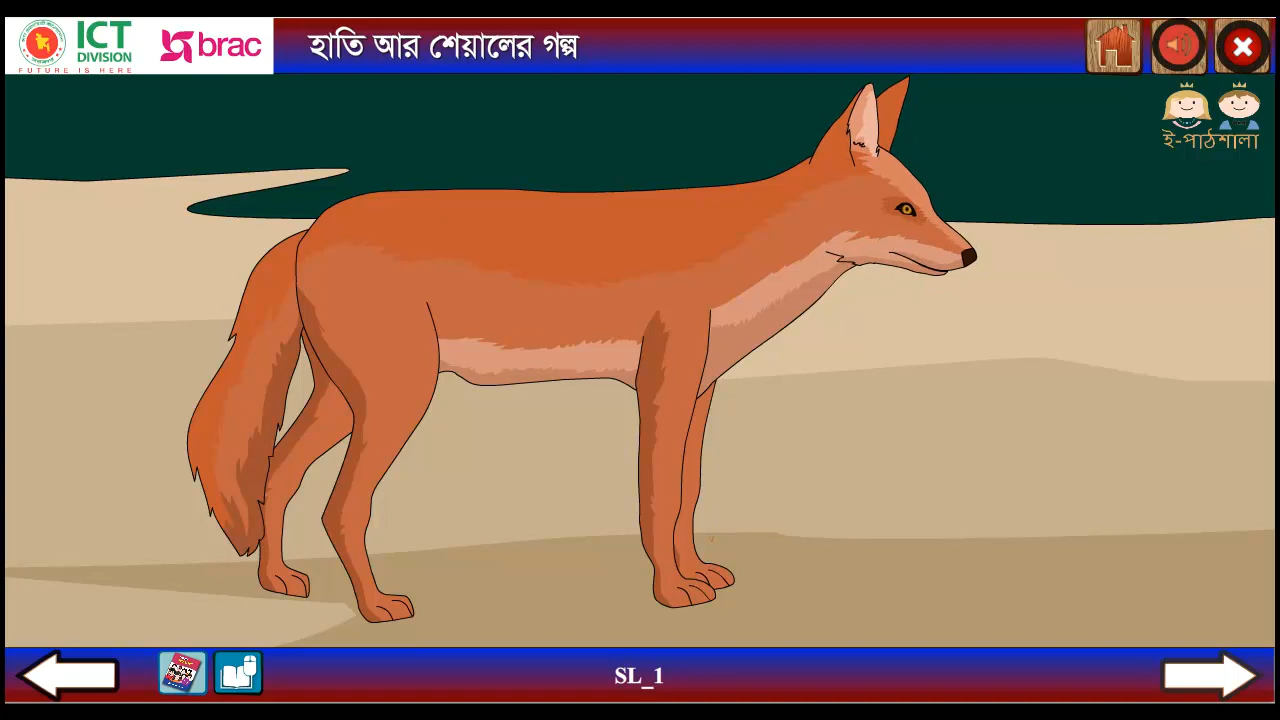 ICT
DIVISION
FUTURE IS HERE
brac
হাতি আর শেয়ালের গল্প
ই-পাঠশালা
SL_1